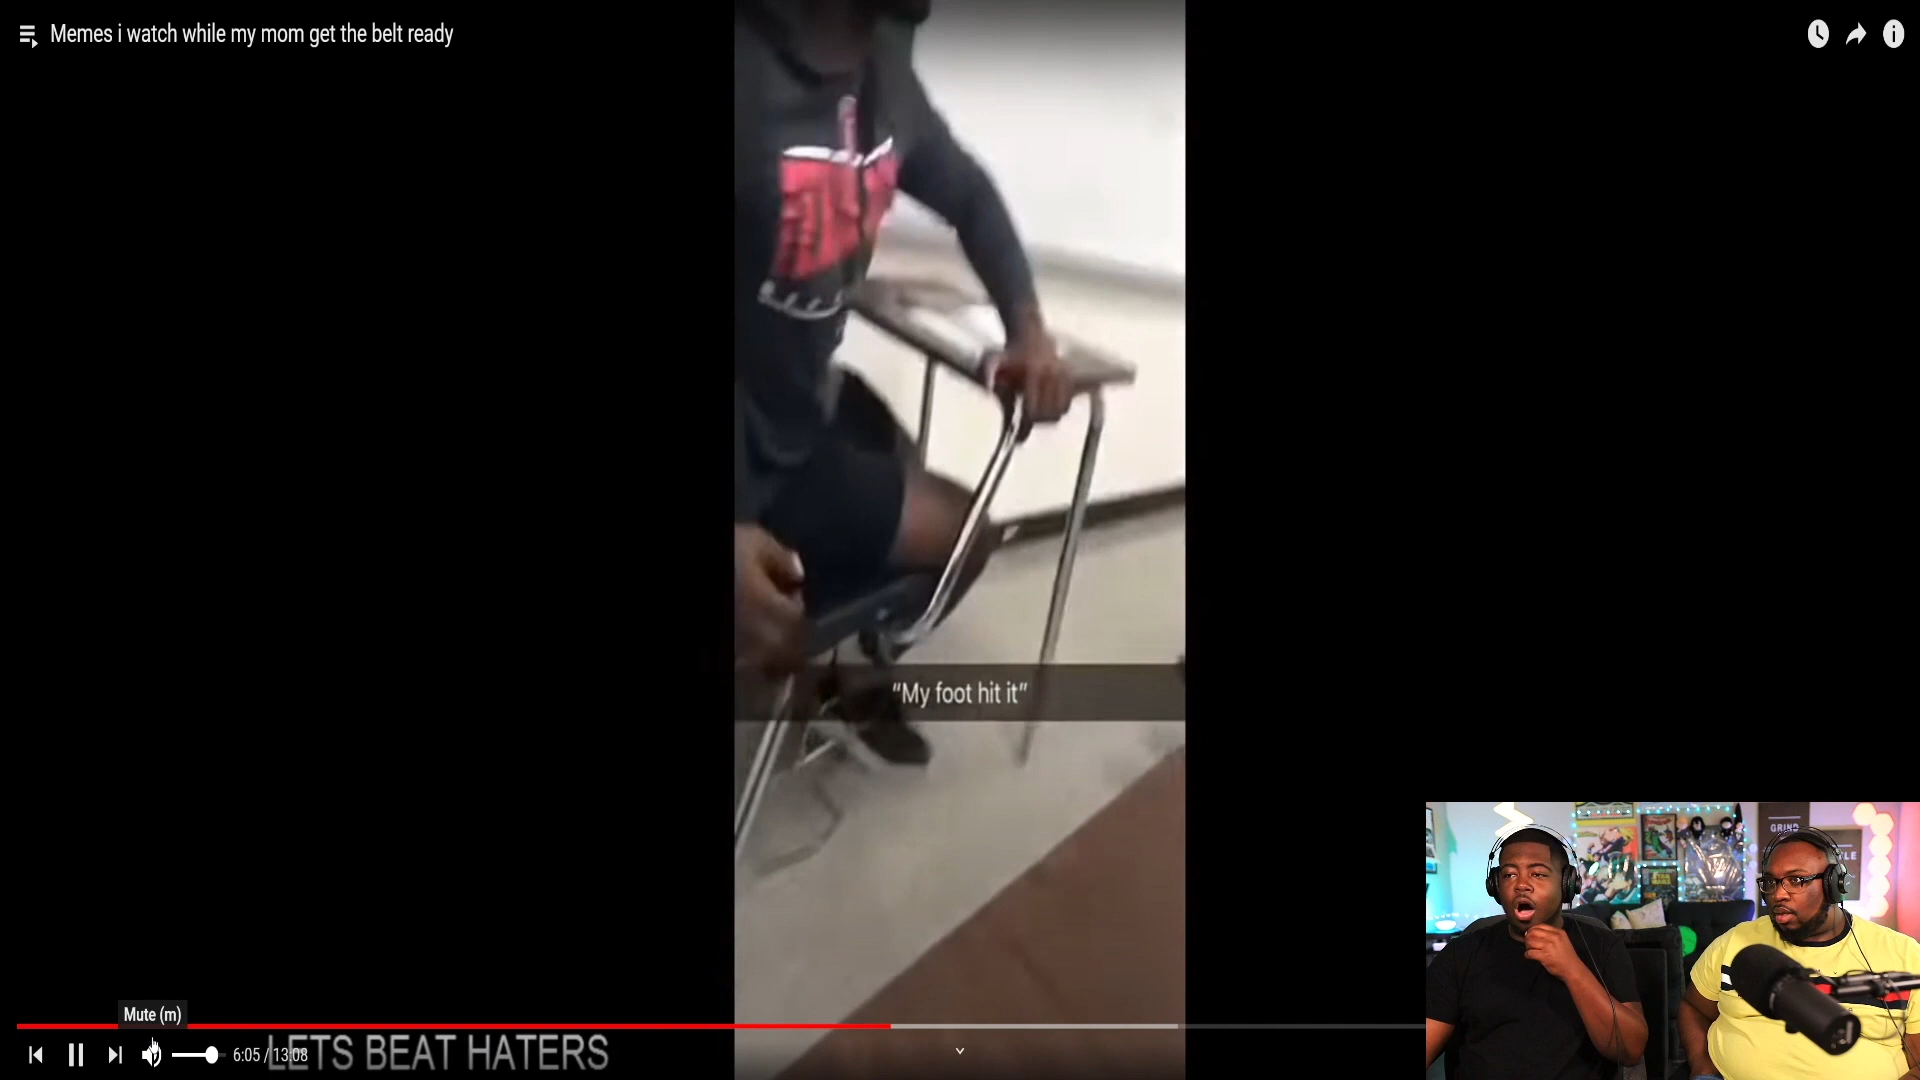 Memes i watch while my mom get the belt ready
"My foot hit it"
GRIND
Mute (m)
6:05 / 13:08
LETS BEAT HATERS